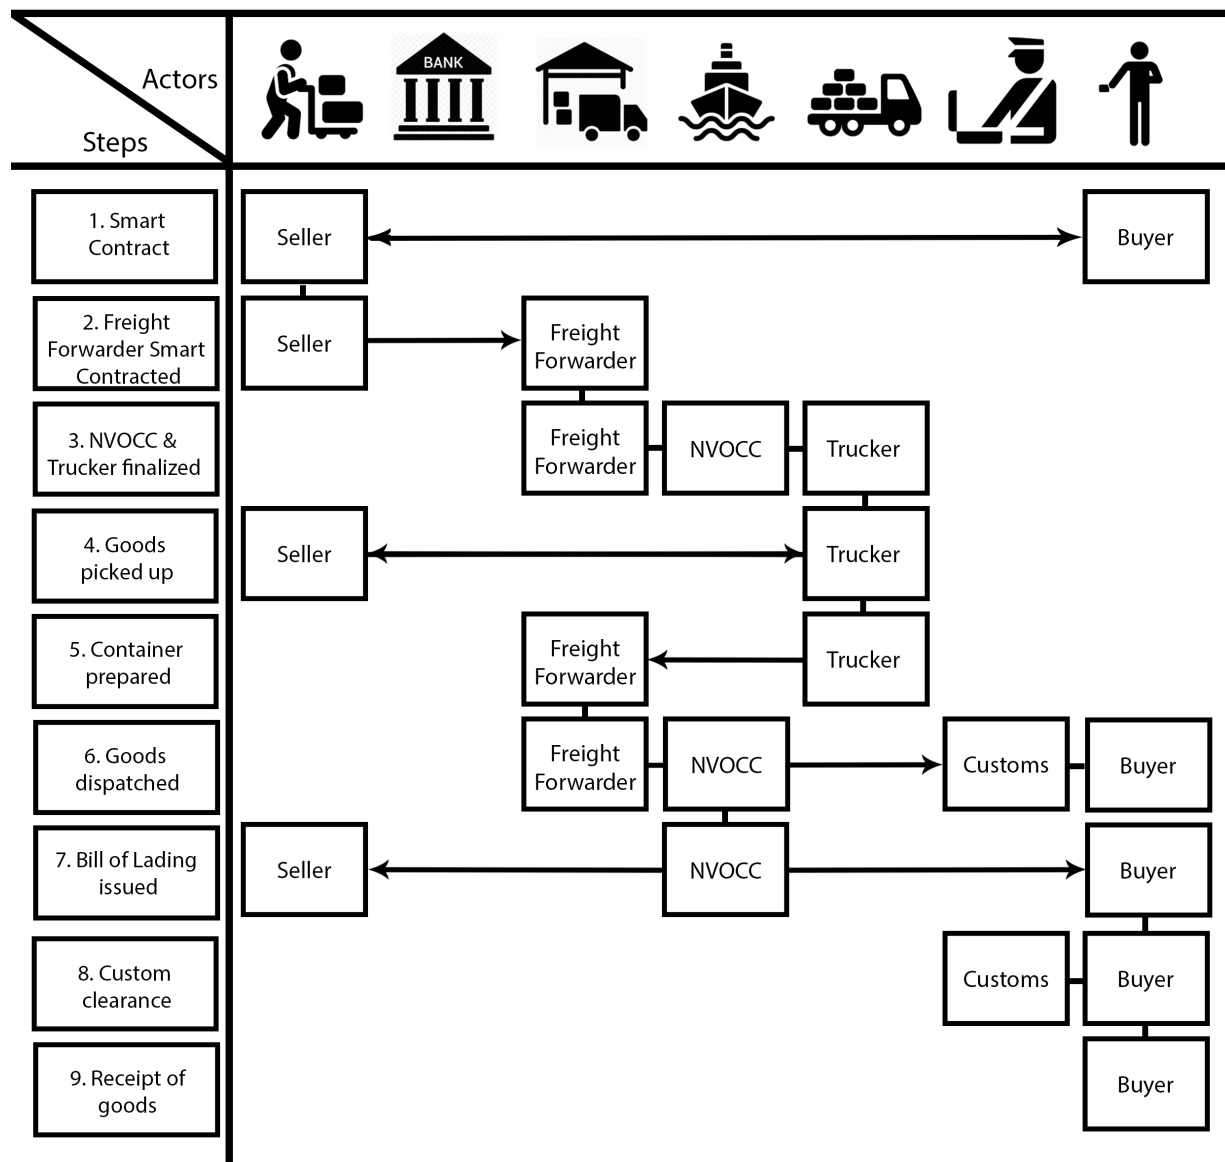 Actors
Steps
BANK
1. Smart
Contract
Seller
Buyer
2. Freight
Forwarder Smart
Contracted
Seller
Freight
Forwarder
3. NVOCC &
Trucker finalized
Freight
Forwarder
NVOCC
Trucker
4. Goods
picked up
Seller
Trucker
5. Container
prepared
Freight
Forwarder
Trucker
6. Goods
dispatched
Freight
Forwarder
NVOCC
Customs
Buyer
7. Bill of Lading
issued
Seller
NVOCC
Buyer
8. Custom
clearance
Customs
Buyer
9. Receipt of
goods
Buyer